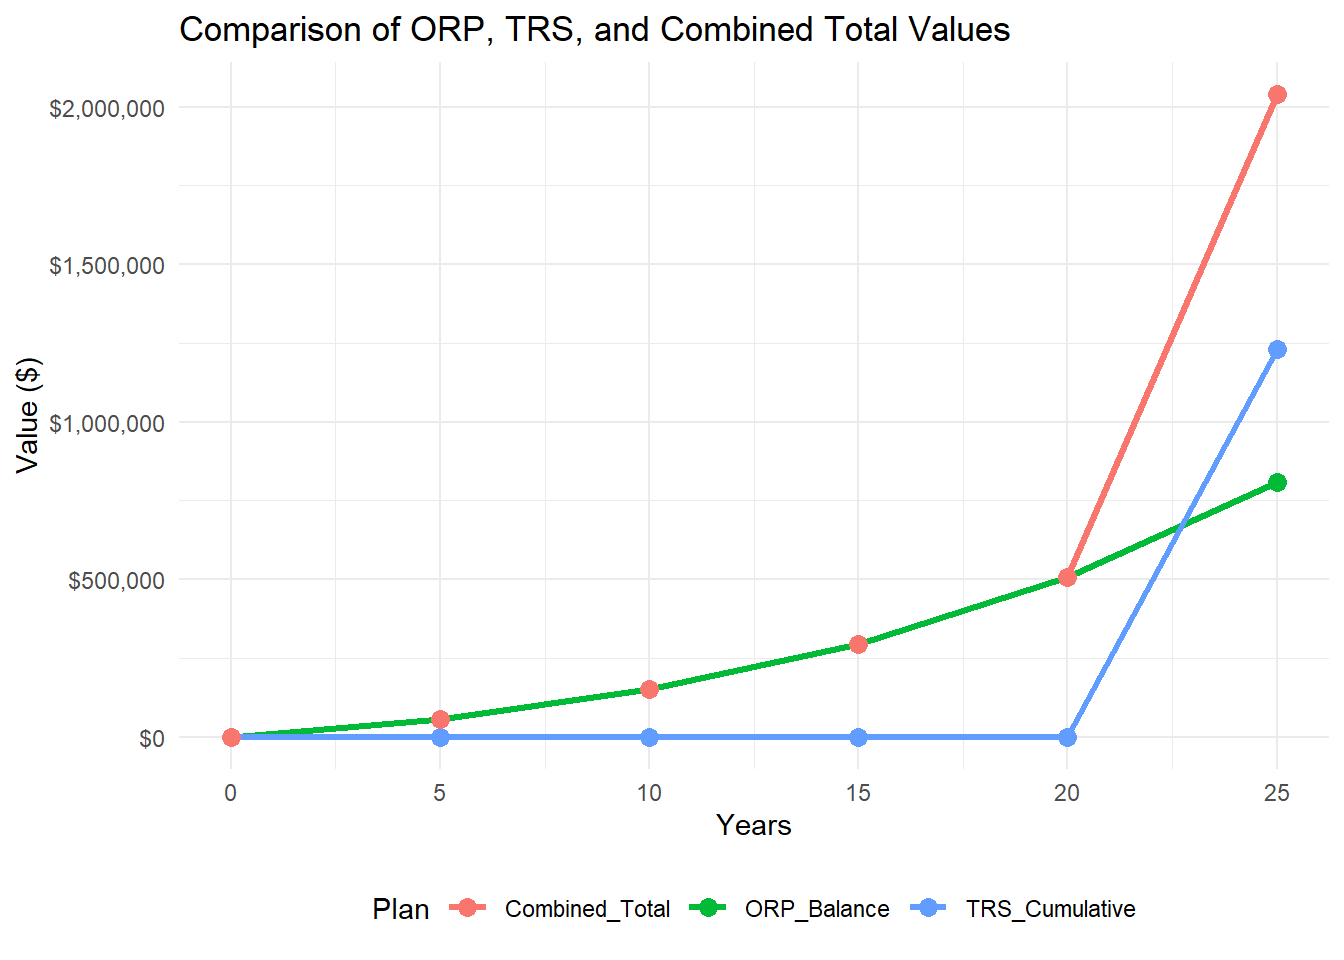 Comparison of ORP, TRS, and Combined Total Values
$2,000,000
$1,500,000
$1,000,000
$500,000
$0
Value ($)
0 5 10 15 20 25
Years
Plan Combined_Total ORP_Balance TRS_Cumulative